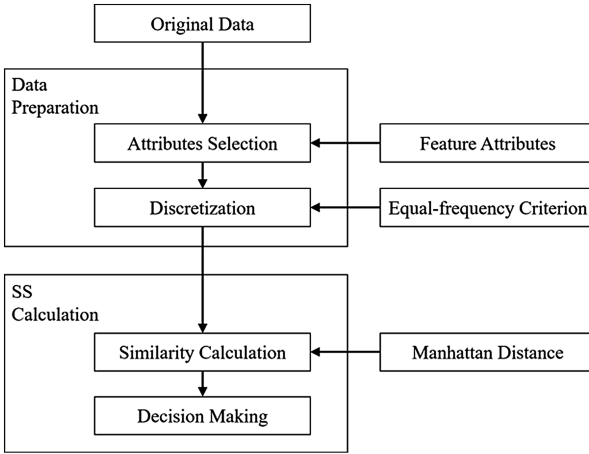 Original Data
Data
Preparation
Attributes Selection
Feature Attributes
Discretization
Equal-frequency Criterion
SS
Calculation
Similarity Calculation
Manhattan Distance
Decision Making